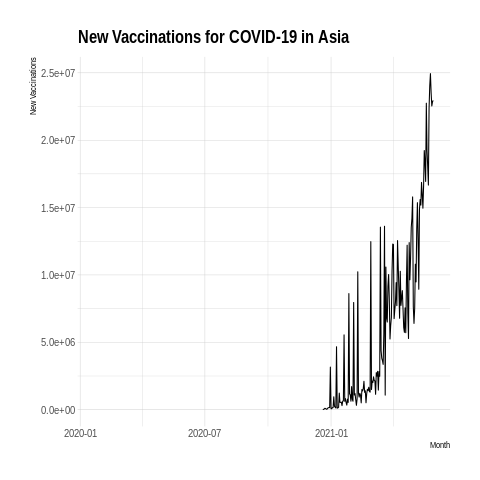 New Vaccinations for COVID-19 in Asia
New Vaccinations
2.5e+07
2.0e+07
1.5e+07
1.0e+07
5.0e+06
0.0e+00
2020-01 2020-07 2021-01
Month